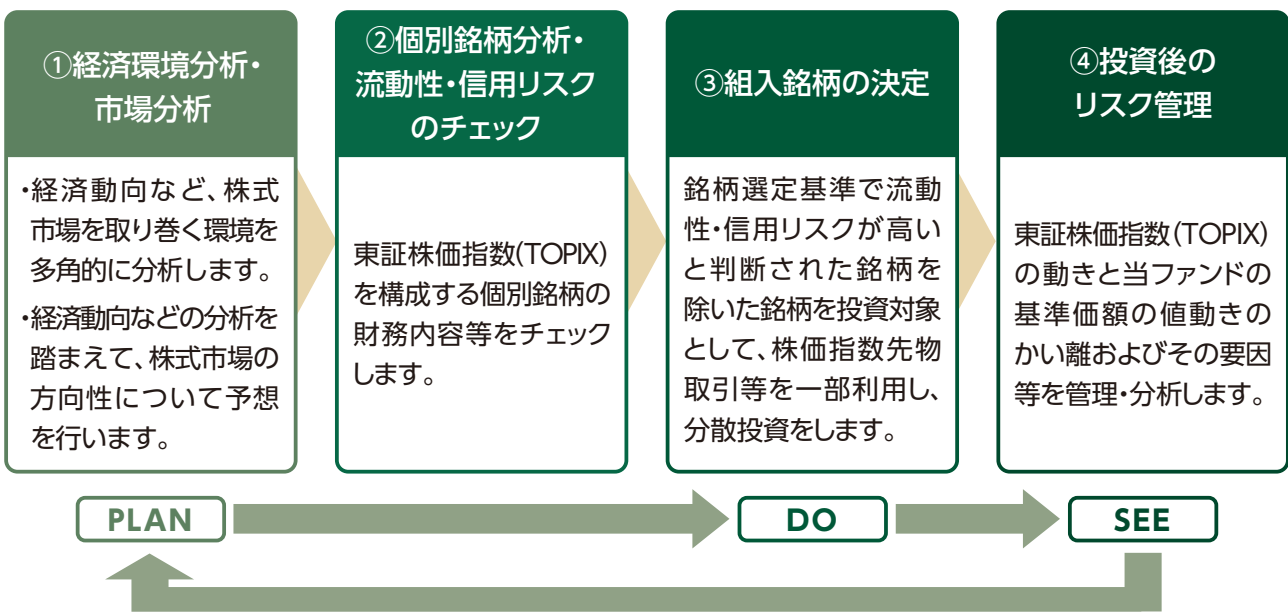 ①経済環境分析・
市場分析
・経済動向など、株式
市場を取り巻く環境を
多角的に分析します。
・経済動向などの分析を
踏まえて、株式市場の
方向性について予想
を行います。
②個別銘柄分析・
流動性・信用リスク
のチェック
東証株価指数(TOPIX)
を構成する個別銘柄の
財務内容等をチェック
します。
③組入銘柄の決定
銘柄選定基準で流動
性・信用リスクが高い
と判断された銘柄を
除いた銘柄を投資対象
として、株価指数先物
取引等を一部利用し、
分散投資をします。
④投資後の
リスク管理
東証株価指数(TOPIX)
の動きと当ファンドの
基準価額の値動きの
かい離およびその要因
等を管理・分析します。
PLAN
DO
SEE